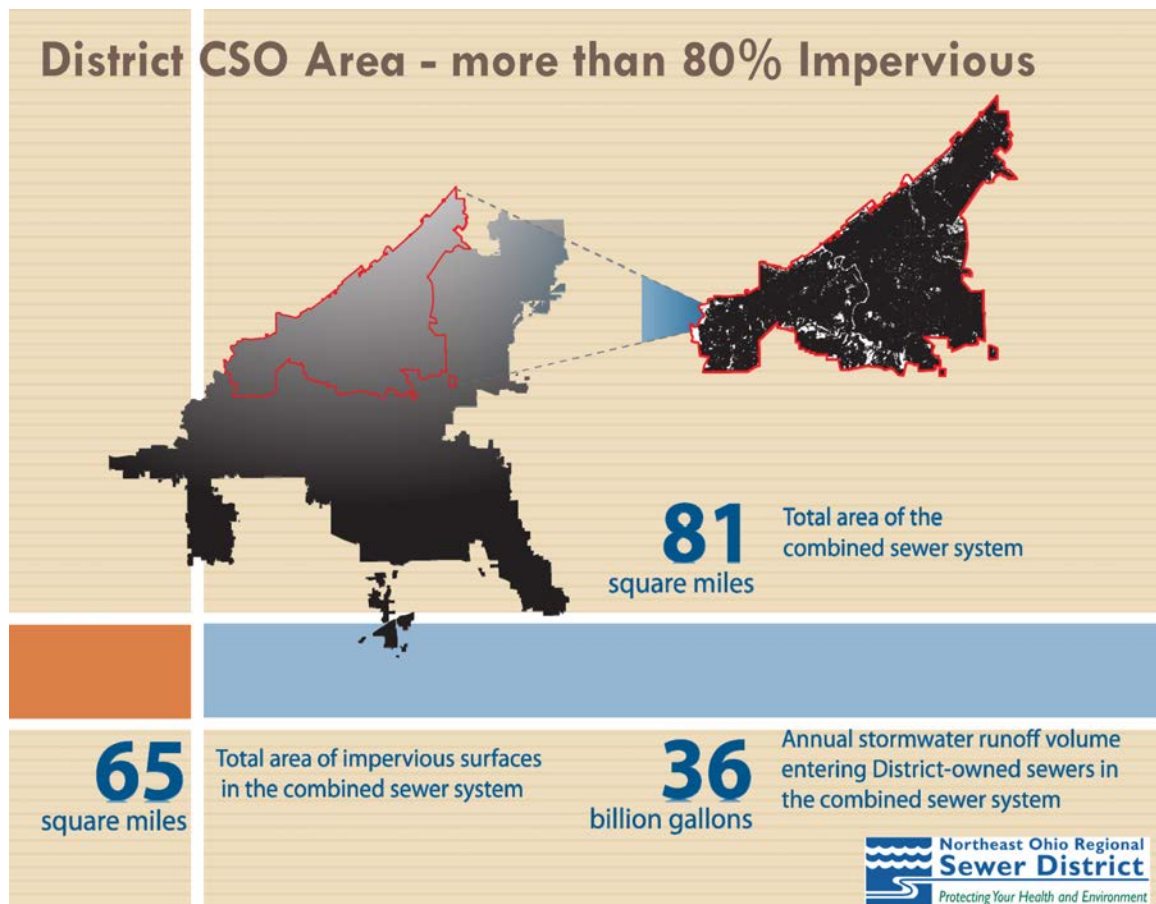 District CSO Area - more than 80% Impervious
81
square miles
Total area of the
combined sewer system
65
square miles
Total area of impervious surfaces
in the combined sewer system
36
billion gallons
Annual stormwater runoff volume
entering District-owned sewers in
the combined sewer system
Northeast Ohio Regional
Sewer District
Protecting Your Health and Environment